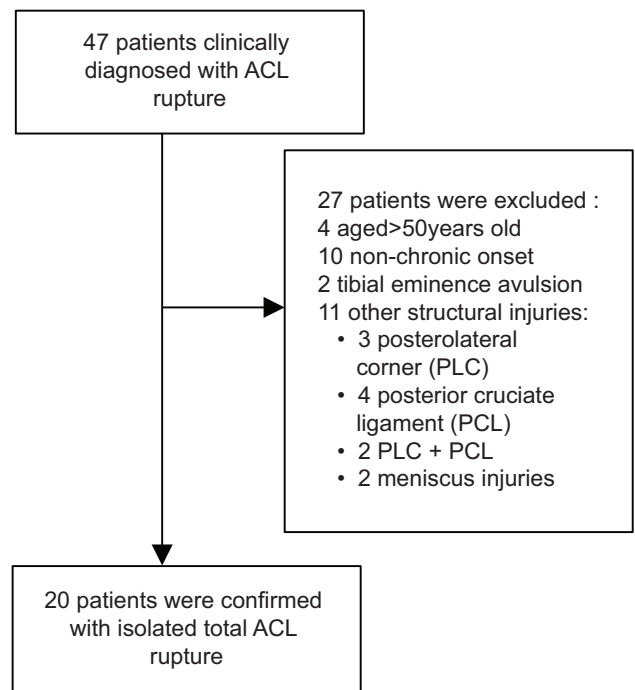 47 patients clinically
diagnosed with ACL
rupture
27 patients were excluded :
4 aged>50years old
10 non-chronic onset
2 tibial eminence avulsion
11 other structural injuries:
• 3 posterolateral
corner (PLC)
• 4 posterior cruciate
ligament (PCL)
• 2 PLC + PCL
• 2 meniscus injuries
20 patients were confirmed
with isolated total ACL
rupture